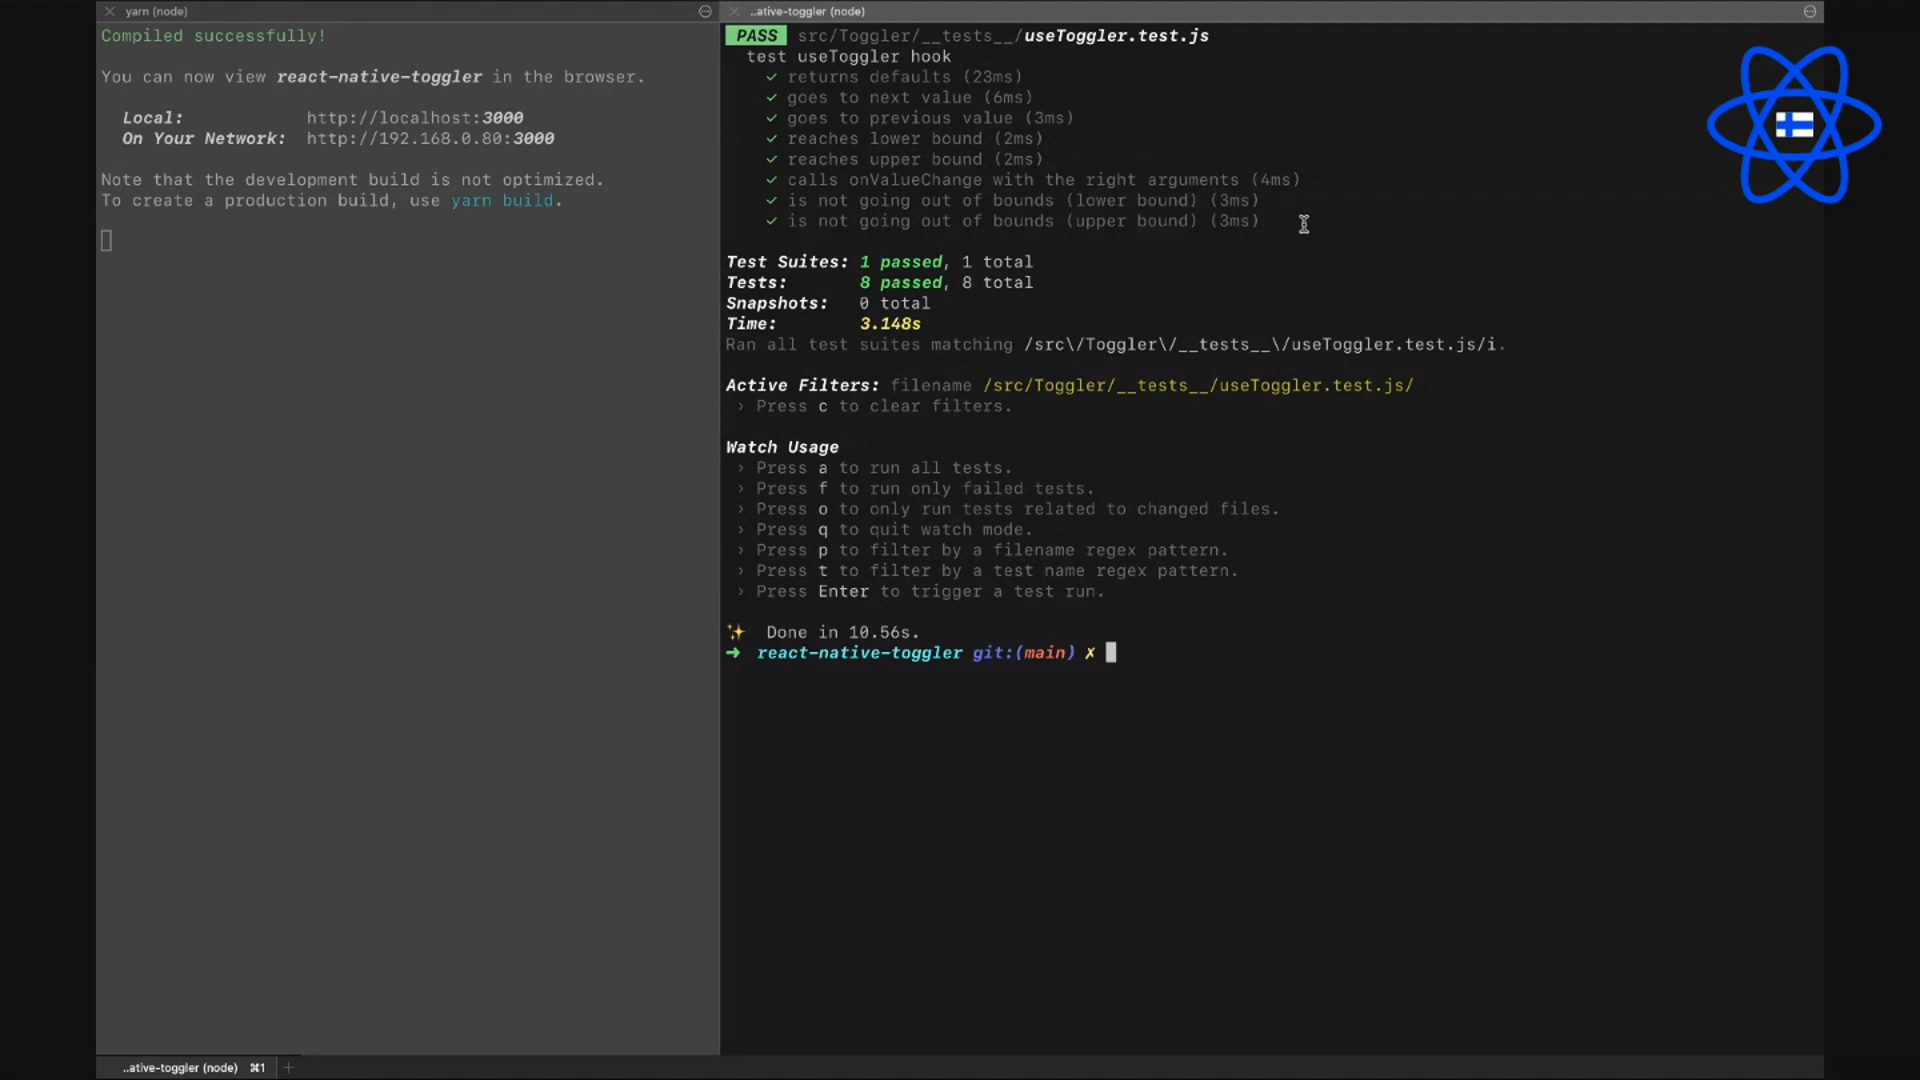 yarn (node)
Compiled successfully!
You can now view react-native-toggler in the browser.
Local: http://localhost:3000
On Your Network: http://192.168.0.80:3000
Note that the development build is not optimized.
To create a production build, use yarn build.
..ative-toggler (node)
PASS src/Toggler/__tests__/useToggler.test.js
test useToggler hook
✓ returns defaults (23ms)
✓ goes to next value (6ms)
✓ goes to previous value (3ms)
✓ reaches lower bound (2ms)
✓ reaches upper bound (2ms)
✓ calls onValueChange with the right arguments (4ms)
✓ is not going out of bounds (lower bound) (3ms)
✓ is not going out of bounds (upper bound) (3ms)
Test Suites: 1 passed, 1 total
Tests: 8 passed, 8 total
Snapshots: 0 total
Time: 3.148s
Ran all test suites matching /src\/Toggler\/__tests__\/useToggler.test.js/i.
Active Filters: filename /src/Toggler/__tests__/useToggler.test.js/
› Press c to clear filters.
Watch Usage
› Press a to run all tests.
› Press f to run only failed tests.
› Press o to only run tests related to changed files.
› Press q to quit watch mode.
› Press p to filter by a filename regex pattern.
› Press t to filter by a test name regex pattern.
› Press Enter to trigger a test run.
✨ Done in 10.56s.
➜ react-native-toggler git:(main) ✗
..ative-toggler (node) ⌘1